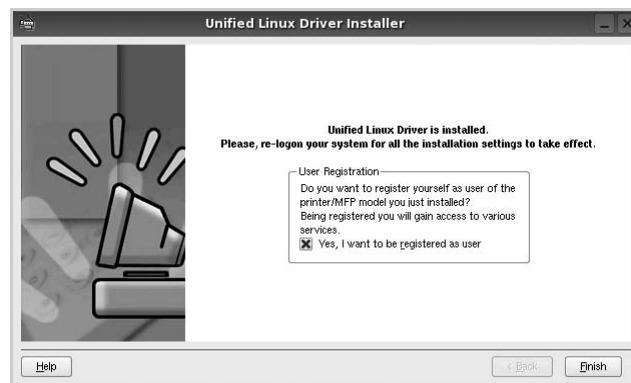 Unified Linux Driver Installer
Unified Linux Driver is installed.
Please, re-logon your system for all the installation settings to take effect.
User Registration
Do you want to register yourself as user of the
printer/MFP model you just installed?
Being registered you will gain access to various
services.
Yes, I want to be registered as user
Help
< Back
Finish